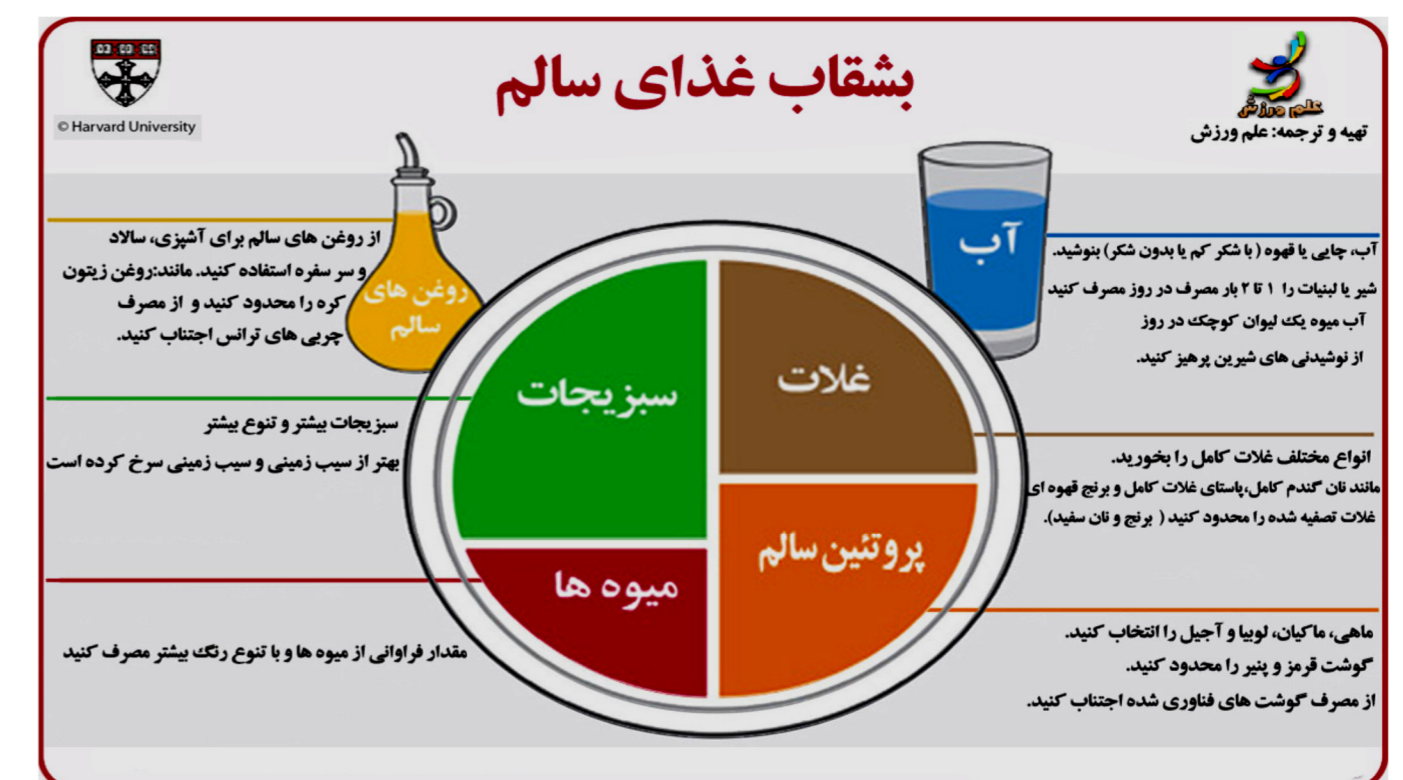 بشقاب غذای سالم
© Harvard University
علم ورزش
تهیه و ترجمه: علم ورزش
آب
آب، چایی یا قهوه ( با شکر کم یا بدون شکر) بنوشید.
شیر یا لبنیات را ۱ تا ۲ بار مصرف در روز مصرف کنید
آب میوه یک لیوان کوچک در روز
از نوشیدنی های شیرین پرهیز کنید.
روغن های
سالم
از روغن های سالم برای آشپزی، سالاد
و سر سفره استفاده کنید. مانند:روغن زیتون
کره را محدود کنید و از مصرف
چربی های ترانس اجتناب کنید.
غلات
انواع مختلف غلات کامل را بخورید.
مانند نان گندم کامل،پاستای غلات کامل و برنج قهوه ای
غلات تصفیه شده را محدود کنید ( برنج و نان سفید).
سبزیجات
سبزیجات بیشتر و تنوع بیشتر
بهتر از سیب زمینی و سیب زمینی سرخ کرده است
پروتئین سالم
ماهی، ماکیان، لوبیا و آجیل را انتخاب کنید.
گوشت قرمز و پنیر را محدود کنید.
از مصرف گوشت های فناوری شده اجتناب کنید.
میوه ها
مقدار فراوانی از میوه ها و با تنوع رنگ بیشتر مصرف کنید